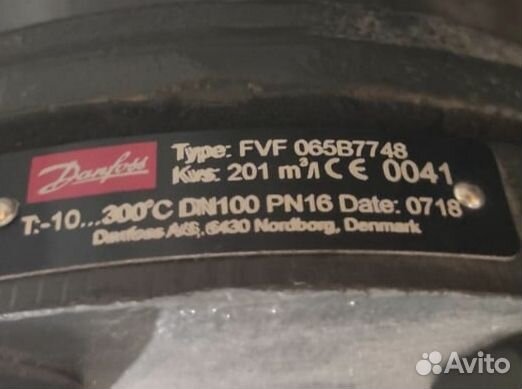 Danfoss
Type: FVF 065B7748
Kvs: 201 m³/ CE 0041
T:-10...300°C DN100 PN16 Date: 0718
Danfoss A/S, 6430 Nordborg, Denmark
Avito